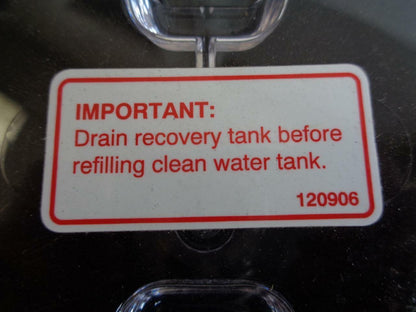 IMPORTANT:
Drain recovery tank before
refilling clean water tank.
120906